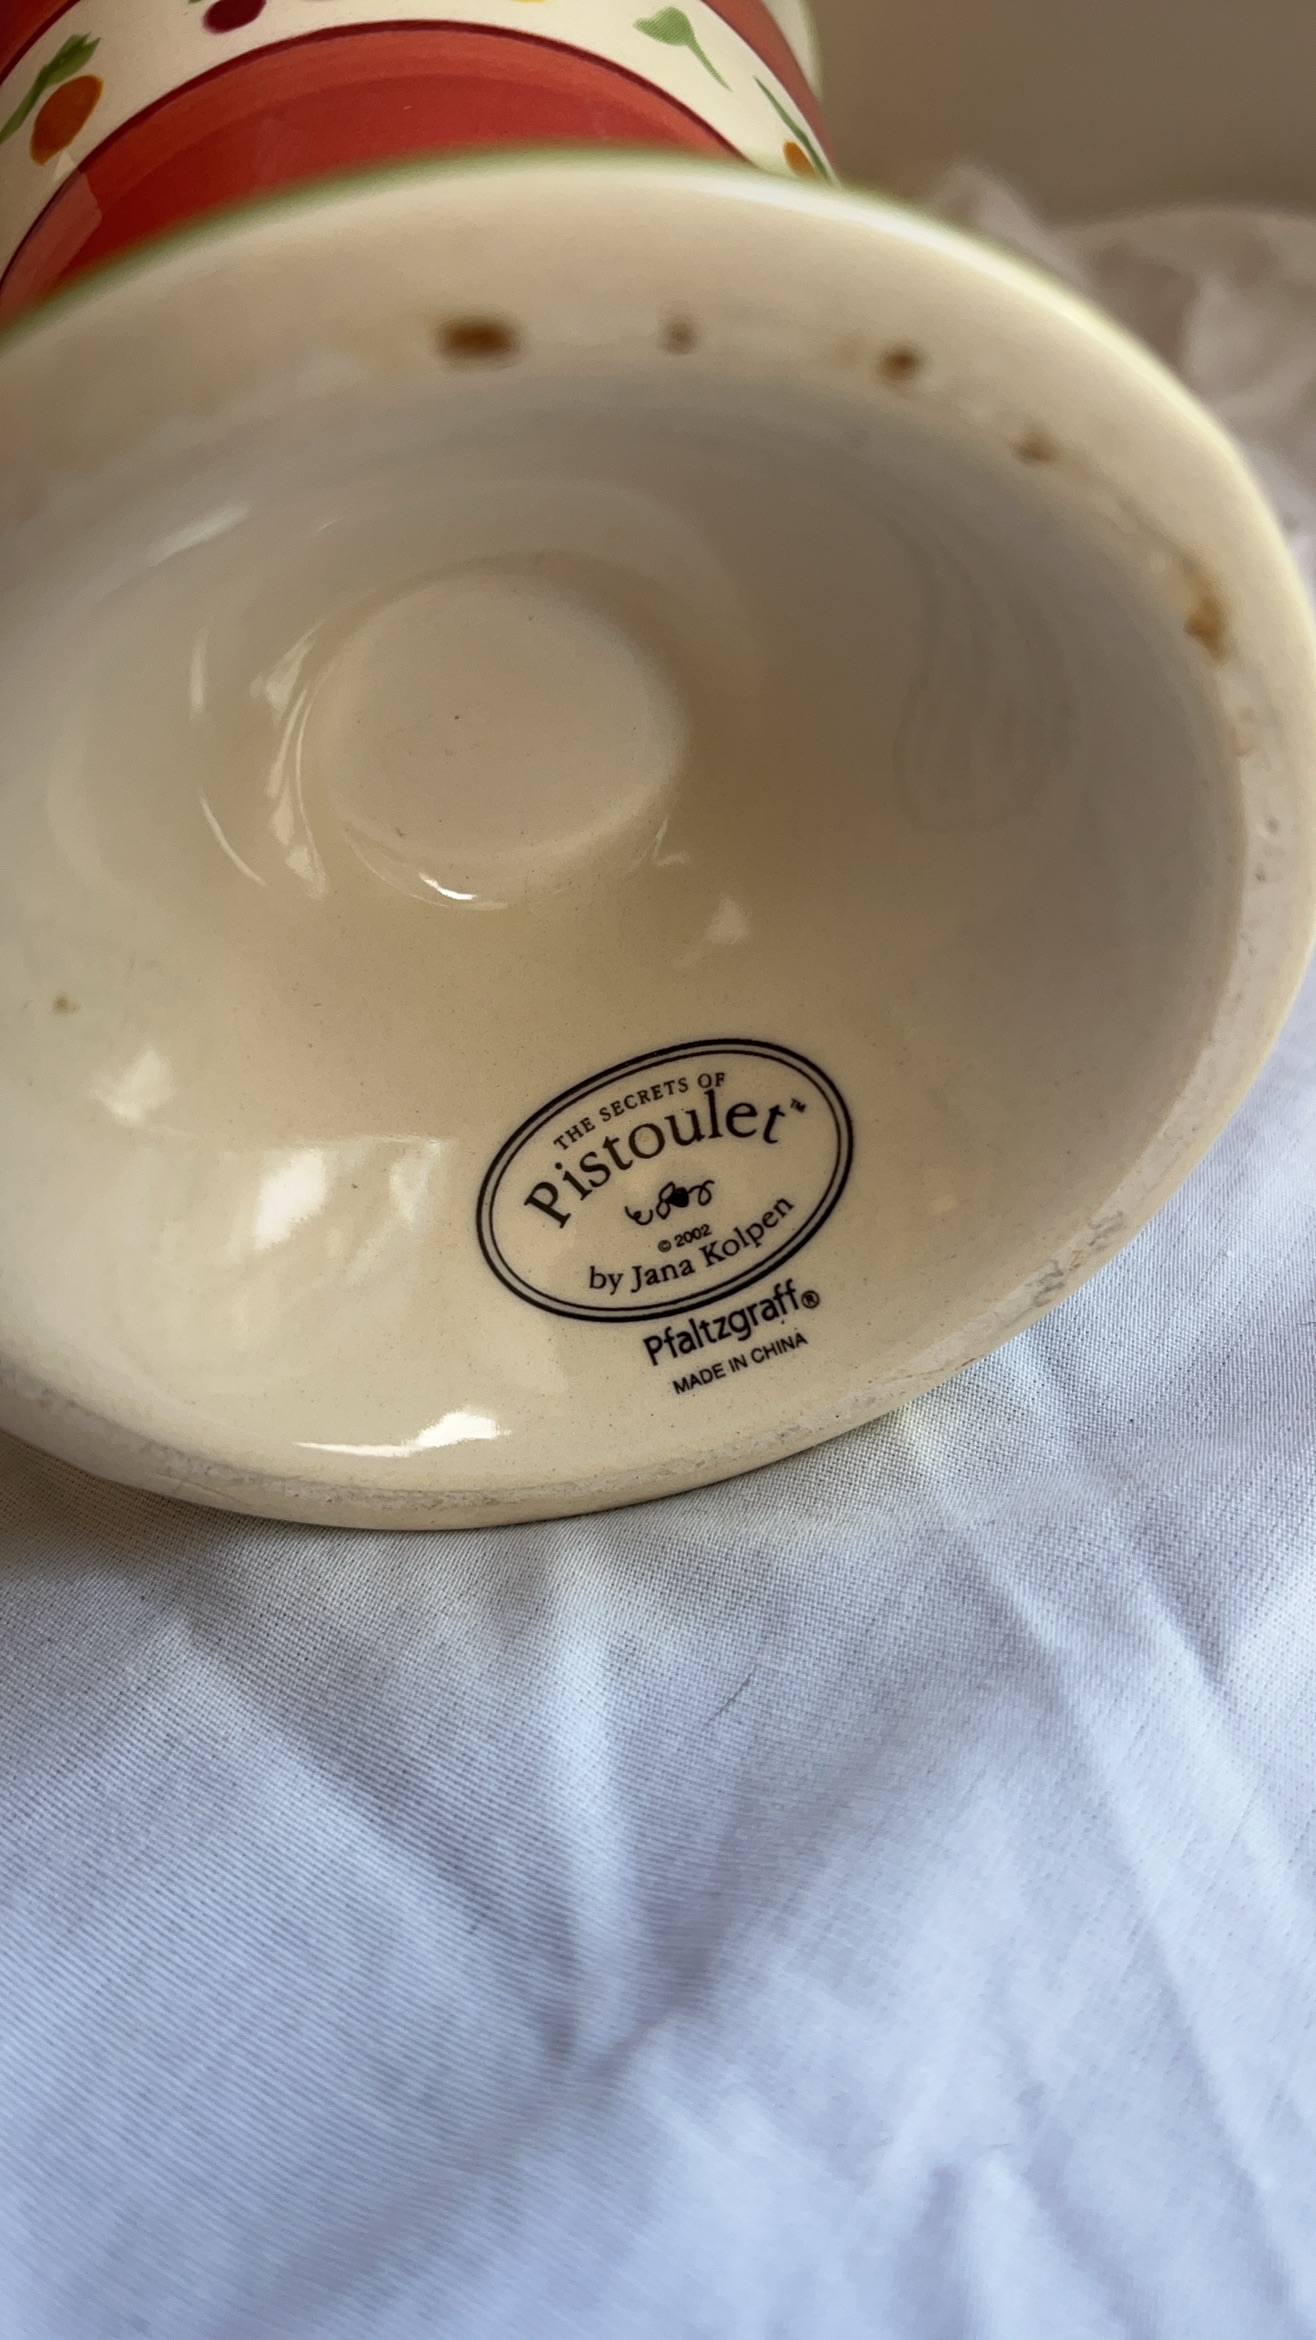 THE SECRETS OF
Pistoulet™
©2002
by Jana Kolpen
Pfaltzgraff®
MADE IN CHINA